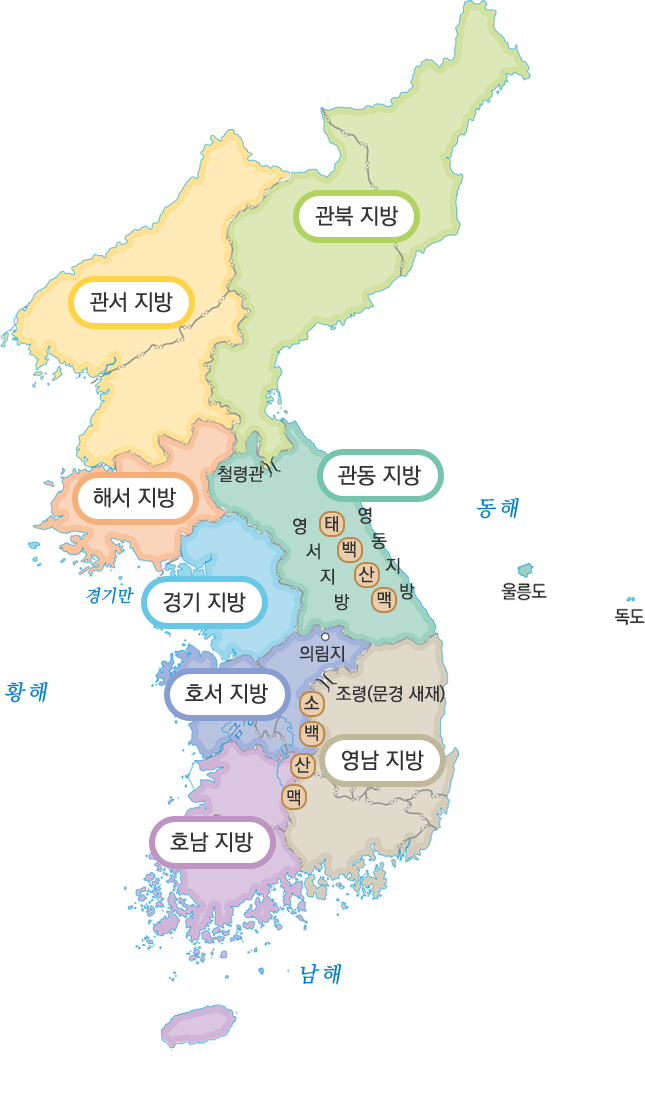 관북 지방
관서 지방
철령관
관동 지방
해서 지방
동해
영동지방
태백산맥
영서지방
울릉도
독도
경기만
경기 지방
의림지
황해
호서 지방
조령(문경 새재)
소백산맥
영남 지방
호남 지방
남해